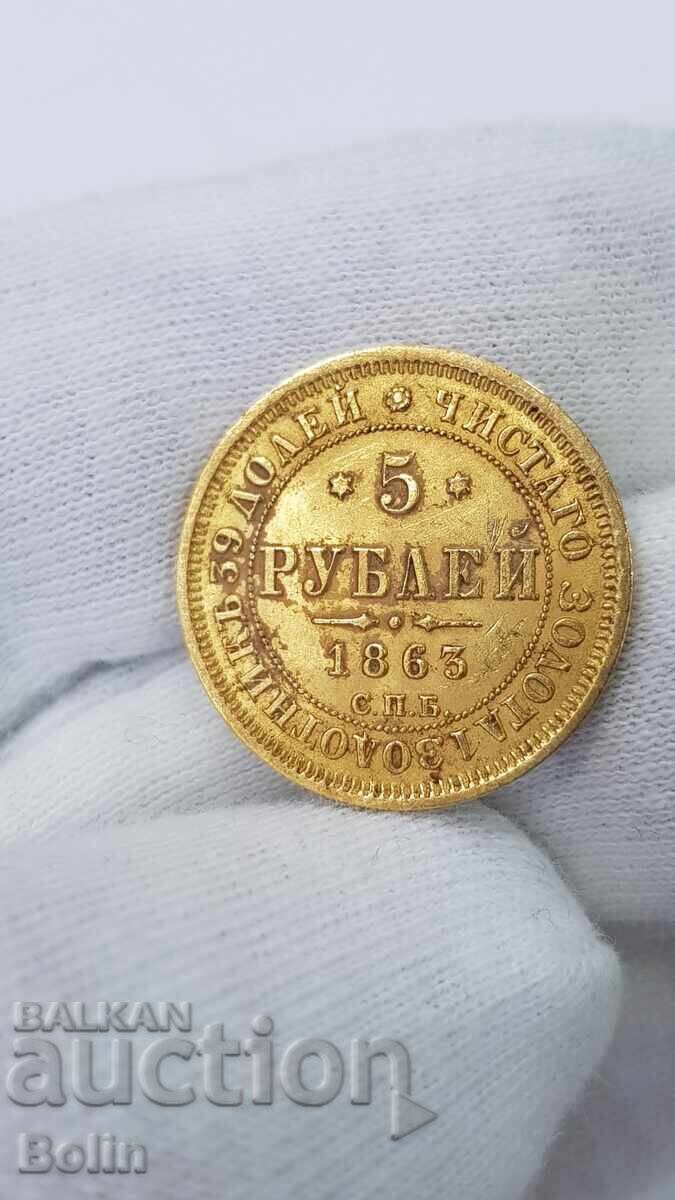 ЧИСТАГО ЗОЛОТА 1 ЗОЛОТНИКЪ 39 ДОЛЕЙ
5
РУБЛЕЙ
1863
С.П.Б.
BALKAN
auction
Bolin